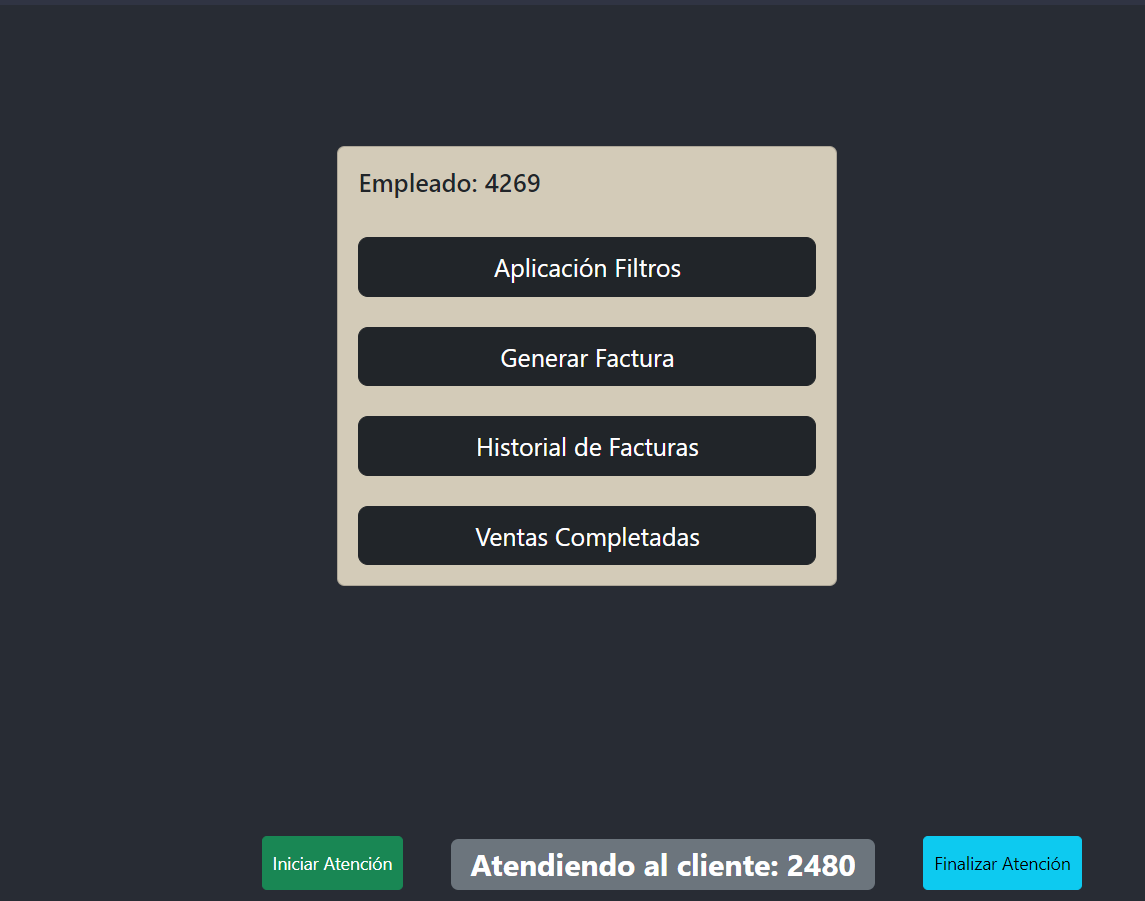 Empleado: 4269
Aplicación Filtros
Generar Factura
Historial de Facturas
Ventas Completadas
Iniciar Atención
Atendiendo al cliente: 2480
Finalizar Atención